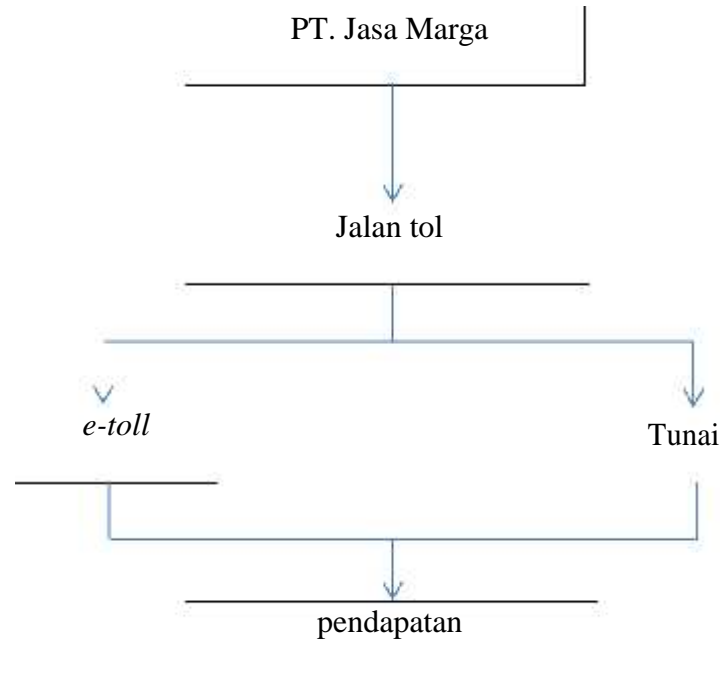 PT. Jasa Marga
Jalan tol
e-toll
Tunai
pendapatan